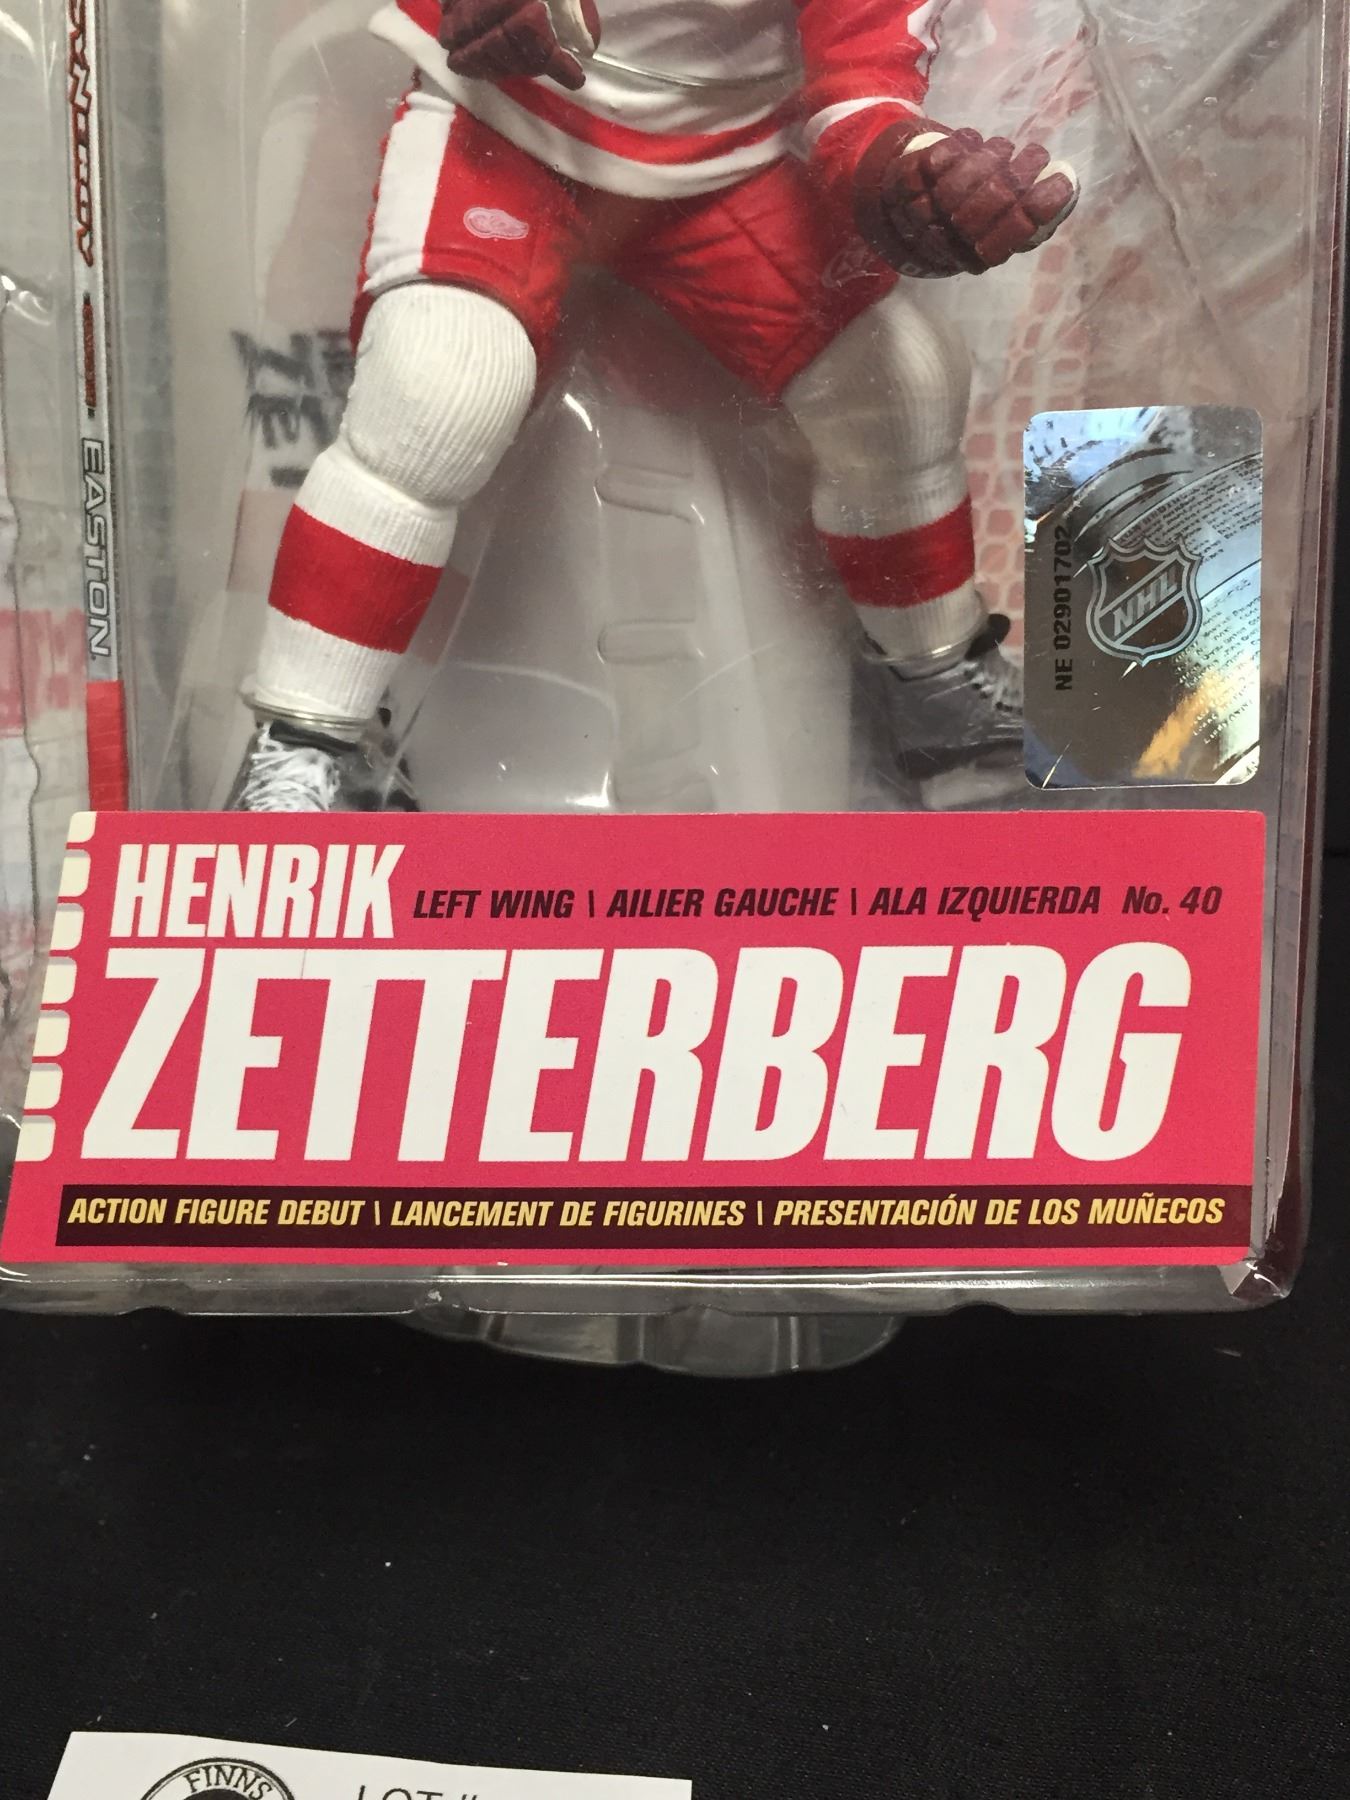 SYNERGY
EASTON
NHL
NE 02901702
HENRIK
LEFT WING \ AILIER GAUCHE \ ALA IZQUIERDA No. 40
ZETTERBERG
ACTION FIGURE DEBUT \ LANCEMENT DE FIGURINES \ PRESENTACIÓN DE LOS MUÑECOS
FINNS
LOT #